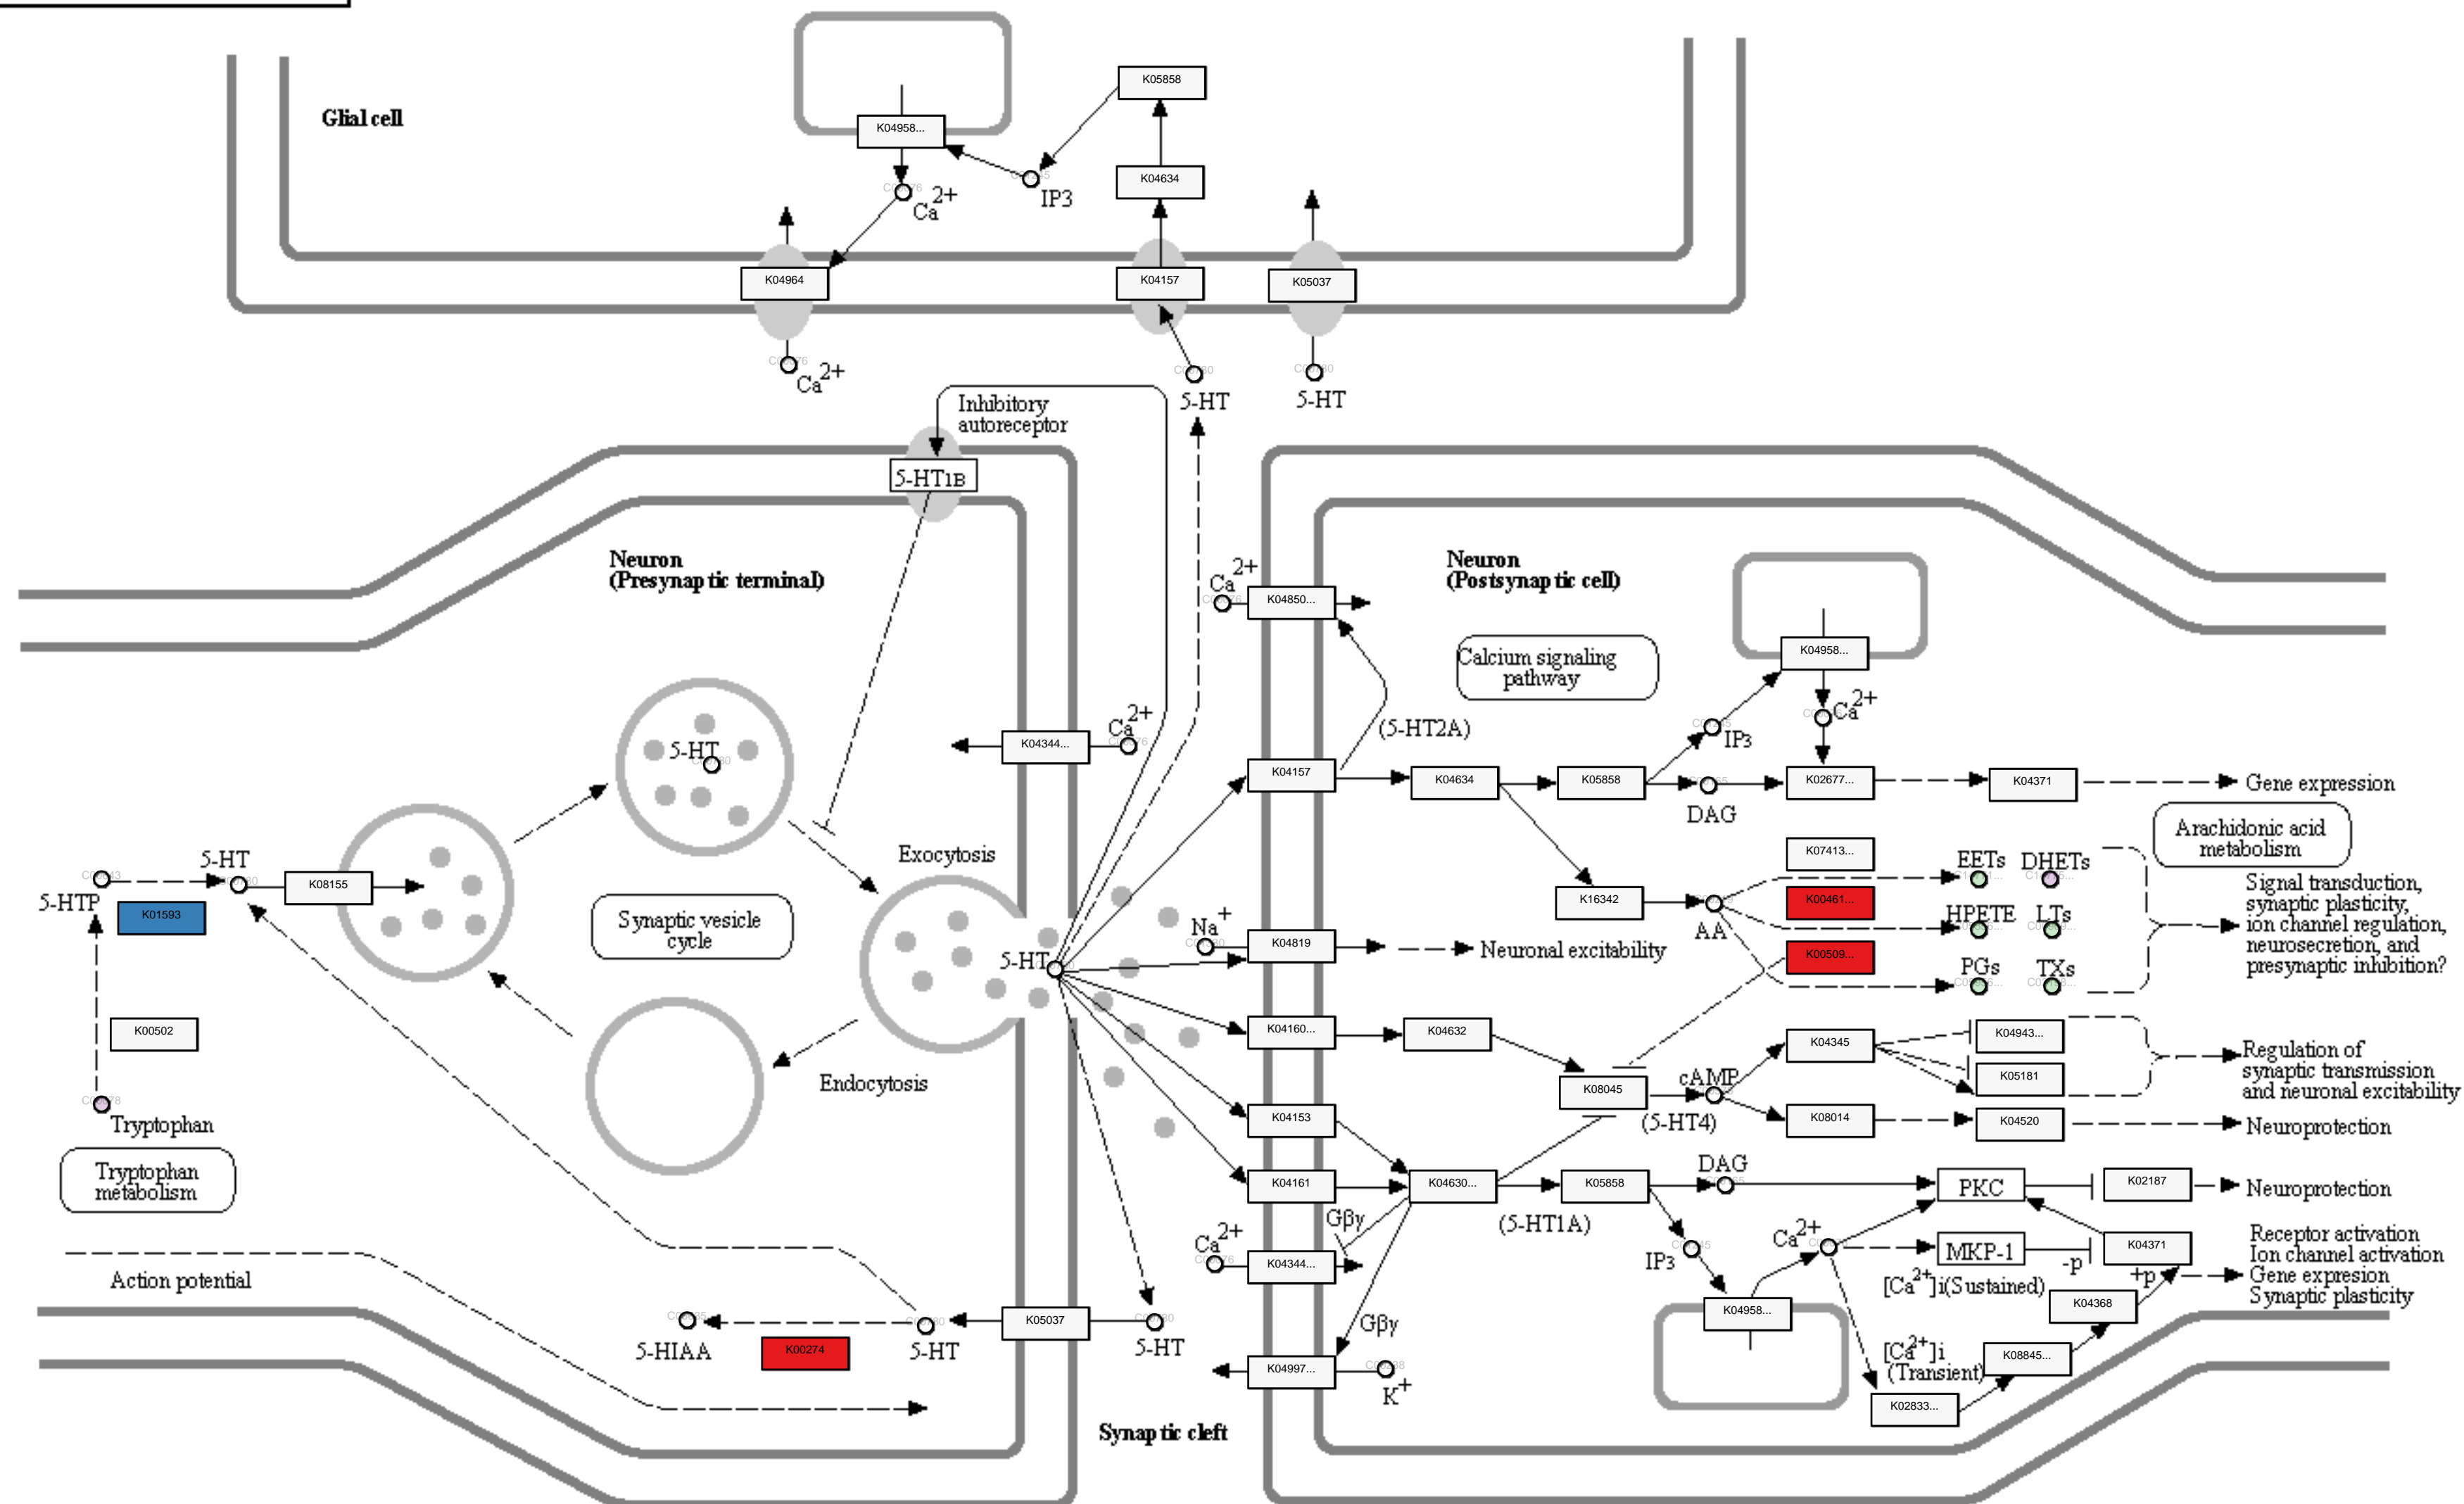 K05858
Glial cell
K04958...
K04634
Ca2+
IP3
K04964
K04157
K05037
Ca2+
5-HT
5-HT
Inhibitory
autoreceptor
5-HT1B
Neuron
(Presynaptic terminal)
Neuron
(Postsynaptic cell)
Ca2+
K04850...
Calcium signaling
pathway
K04958...
Ca2+
(5-HT2A)
IP3
Ca2+
K04344...
5-HT
K04157
K04634
K05858
DAG
K02677...
K04371
Gene expression
Arachidonic acid
metabolism
Exocytosis
5-HT
5-HTP
K08155
K01593
K07413...
K00461...
K00509...
K16342
AA
EETs
DHETs
HPETE
LTs
PGs
TXs
Signal transduction,
synaptic plasticity,
ion channel regulation,
neurosecretion, and
presynaptic inhibition?
Synaptic vesicle
cycle
Na+
K04819
Neuronal excitability
5-HT
K00502
K04160...
K04632
K04345
K04943...
K05181
Regulation of
synaptic transmission
and neuronal excitability
Endocytosis
K08045
cAMP
(5-HT4)
K08014
K04520
Neuroprotection
Tryptophan
K04153
Tryptophan
metabolism
K04161
K04630...
K05858
(5-HT1A)
DAG
PKC
K02187
Neuroprotection
Gβγ
Ca2+
K04344...
IP3
Ca2+
MKP-1
-p
K04371
+p
[Ca2+]i(Sustained)
Receptor activation
Ion channel activation
Gene expresion
Synaptic plasticity
Action potential
K04368
K04958...
5-HIAA
K00274
5-HT
K05037
5-HT
Gβγ
K04997...
K+
[Ca2+]i
(Transient)
K08845...
K02833...
Synaptic cleft